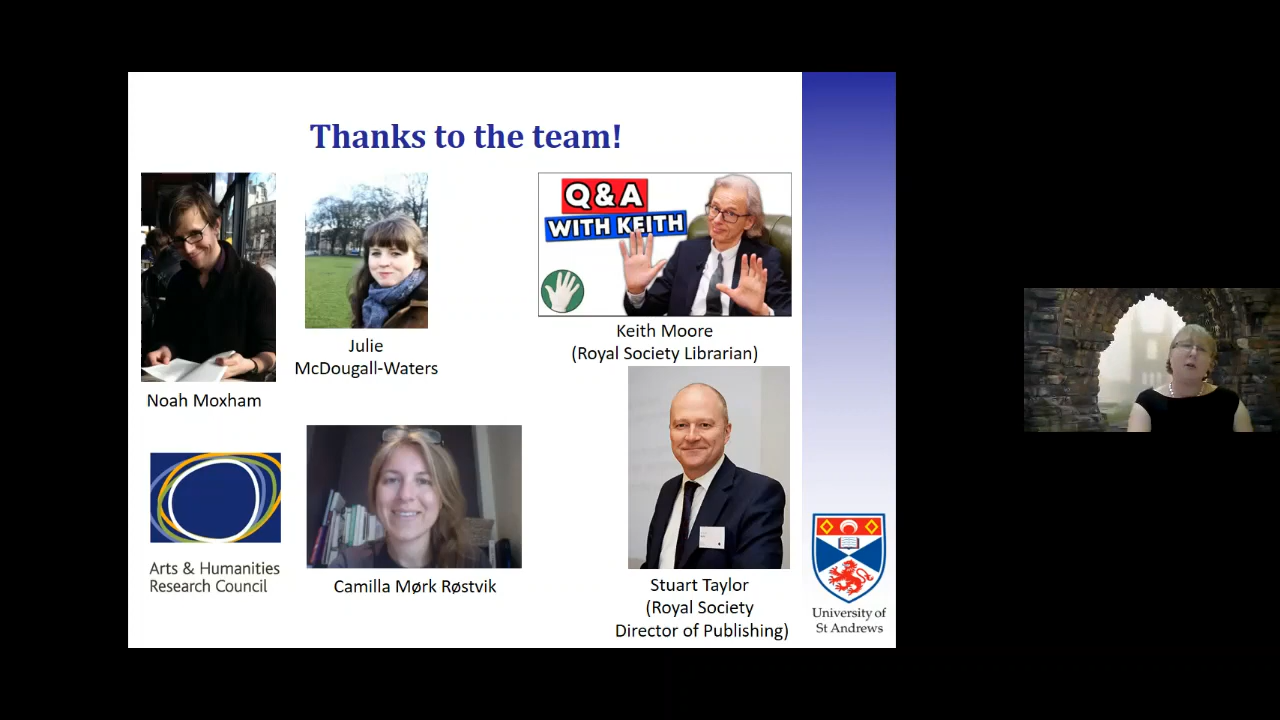 Thanks to the team!
Q&A
WITH KEITH
Keith Moore
(Royal Society Librarian)
Julie
McDougall-Waters
Noah Moxham
Arts & Humanities
Research Council
Camilla Mørk Røstvik
Stuart Taylor
(Royal Society
Director of Publishing)
University of
St Andrews